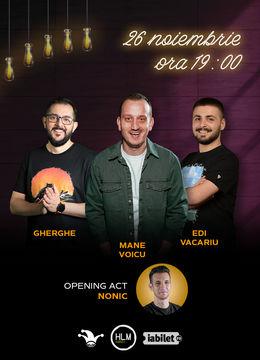 26 noiembrie
ora 19:00
GHERGHE
MANE
VOICU
EDI
VACARIU
OPENING ACT
NONIC
HLM
iabilet